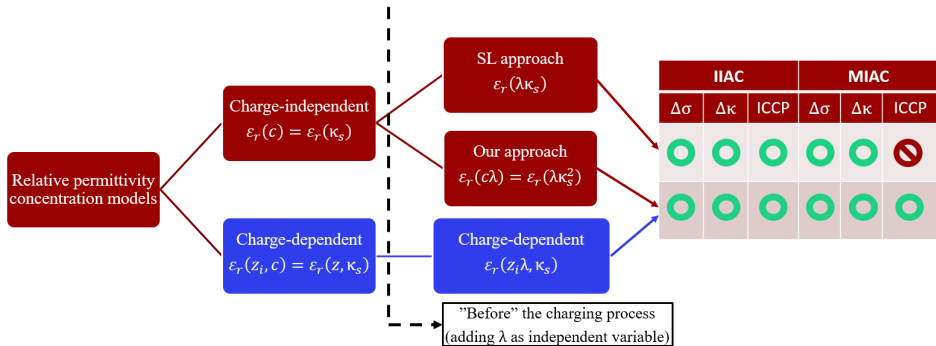 Relative permittivity
concentration models
Charge-independent
εr(c) = εr(κs)
Charge-dependent
εr(zi, c) = εr(z, κs)
SL approach
εr(λκs)
Our approach
εr(cλ) = εr(λκs²)
Charge-dependent
εr(ziλ, κs)
”Before” the charging process
(adding λ as independent variable)
IIAC MIAC
Δσ Δκ ICCP Δσ Δκ ICCP